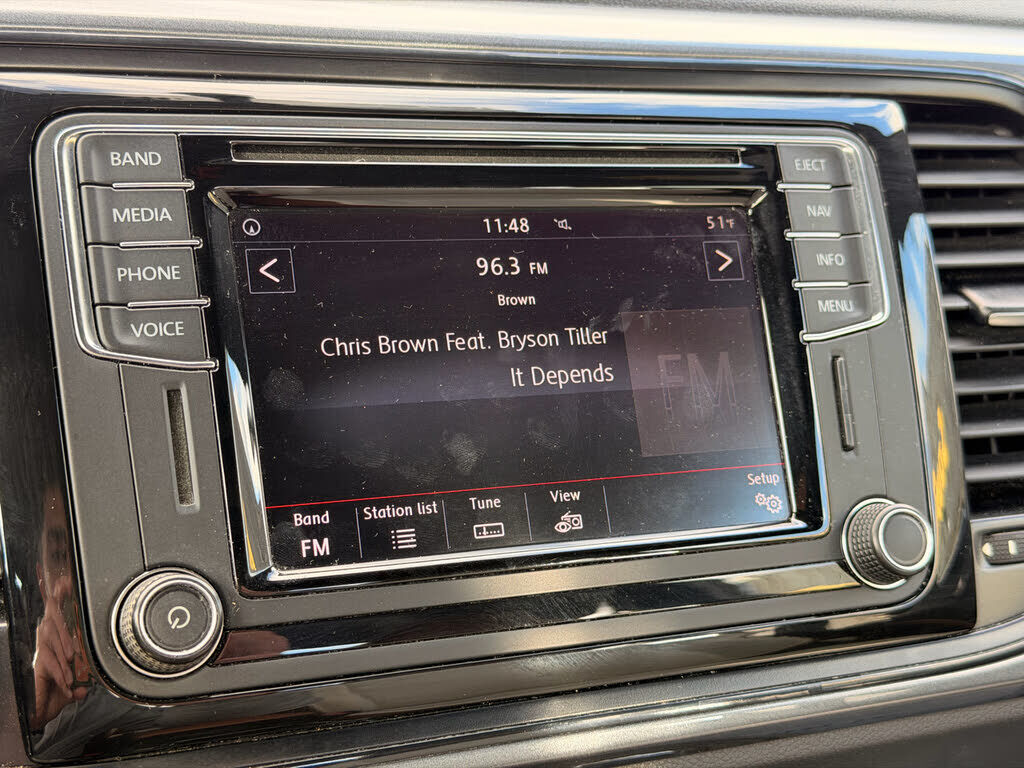 BAND
MEDIA
PHONE
VOICE
EJECT
NAV
INFO
MENU
11:48
51°F
<
96.3 FM
>
Brown
Chris Brown Feat. Bryson Tiller
It Depends
FM
Band
FM
Station list
Tune
View
Setup